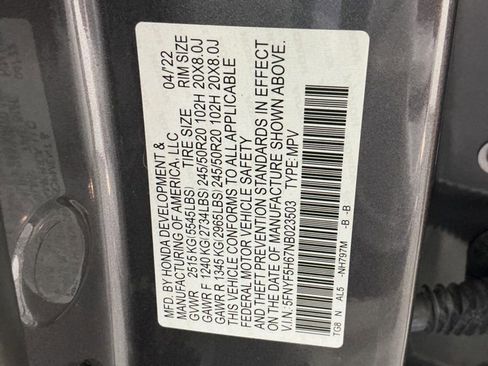 MFD. BY HONDA DEVELOPMENT &
MANUFACTURING OF AMERICA, LLC 04/22
GVWR 2515 KG(5545LBS) TIRE SIZE RIM SIZE
GAWR F 1240 KG(2734LBS) 245/50R20 102H 20X8.0J
GAWR R 1345 KG(2965LBS) 245/50R20 102H 20X8.0J
THIS VEHICLE CONFORMS TO ALL APPLICABLE
FEDERAL MOTOR VEHICLE SAFETY
AND THEFT PREVENTION STANDARDS IN EFFECT
ON THE DATE OF MANUFACTURE SHOWN ABOVE.
V.I.N.:5FNYF5H67NB023503 TYPE:MPV
TG8 N AL5 -NH797M -B -B